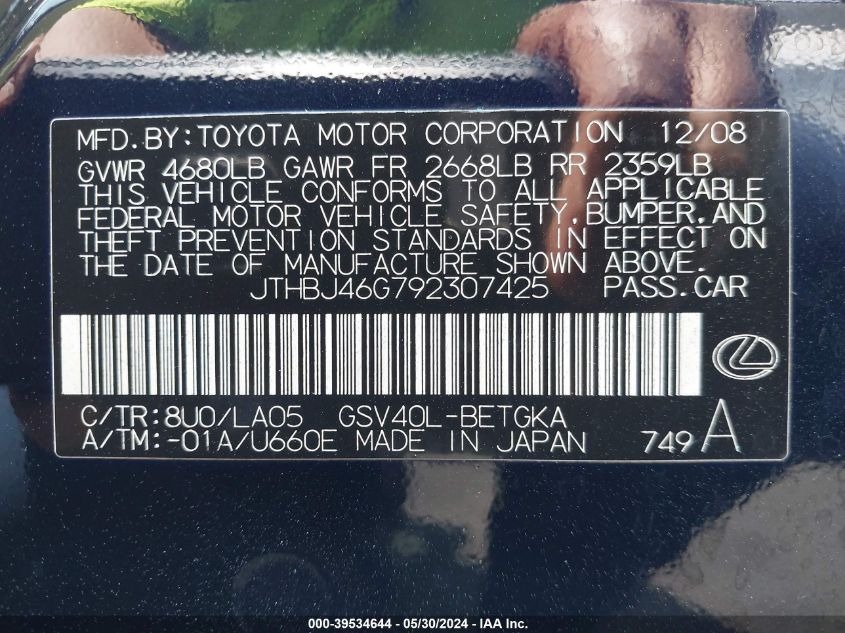 MFD.BY:TOYOTA MOTOR CORPORATION 12/08
GVWR 4680LB GAWR FR 2668LB RR 2359LB
THIS VEHICLE CONFORMS TO ALL APPLICABLE
FEDERAL MOTOR VEHICLE SAFETY,BUMPER,AND
THEFT PREVENTION STANDARDS IN EFFECT ON
THE DATE OF MANUFACTURE SHOWN ABOVE.
JTHBJ46G792307425 PASS.CAR
C/TR:8U0/LA05 GSV40L-BETGKA
A/TM:-01A/U660E MADE IN JAPAN 749A
000-39534644 - 05/30/2024 - IAA Inc.